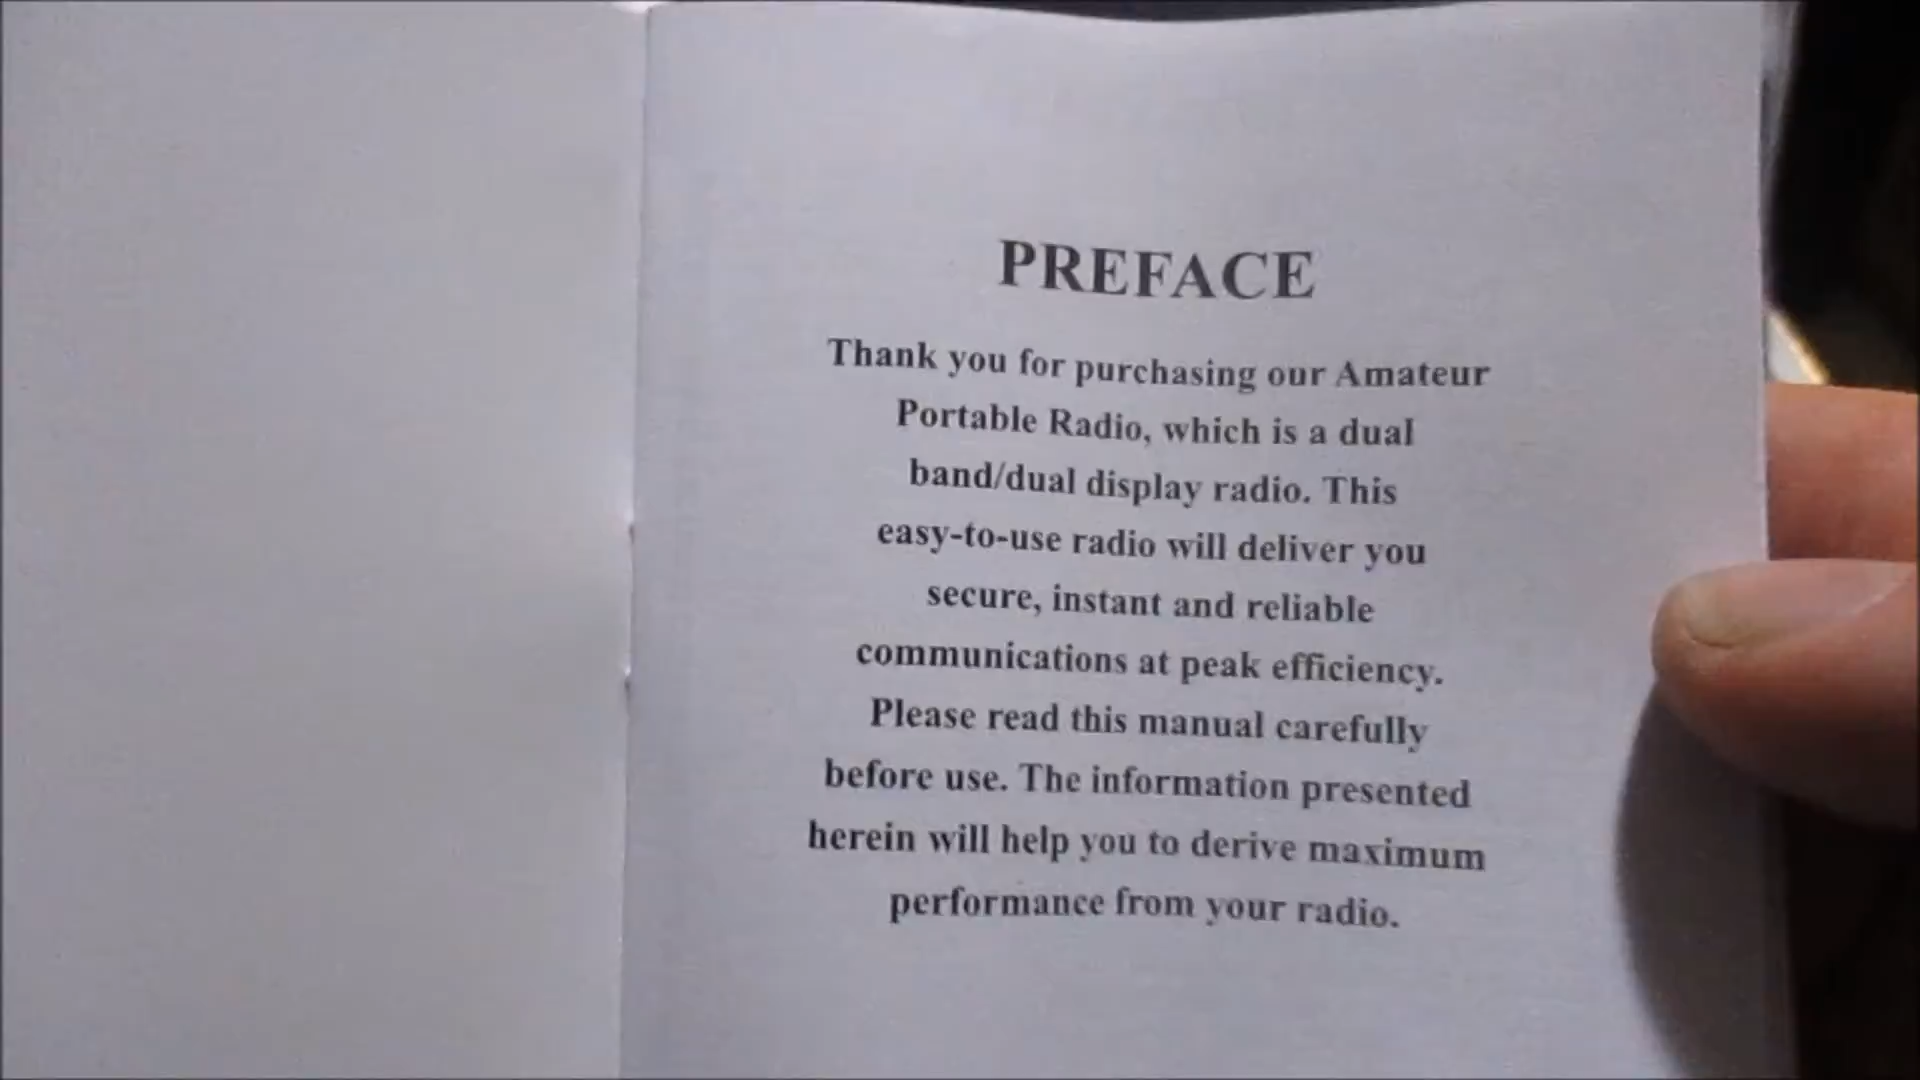 PREFACE
Thank you for purchasing our Amateur
Portable Radio, which is a dual
band/dual display radio. This
easy-to-use radio will deliver you
secure, instant and reliable
communications at peak efficiency.
Please read this manual carefully
before use. The information presented
herein will help you to derive maximum
performance from your radio.